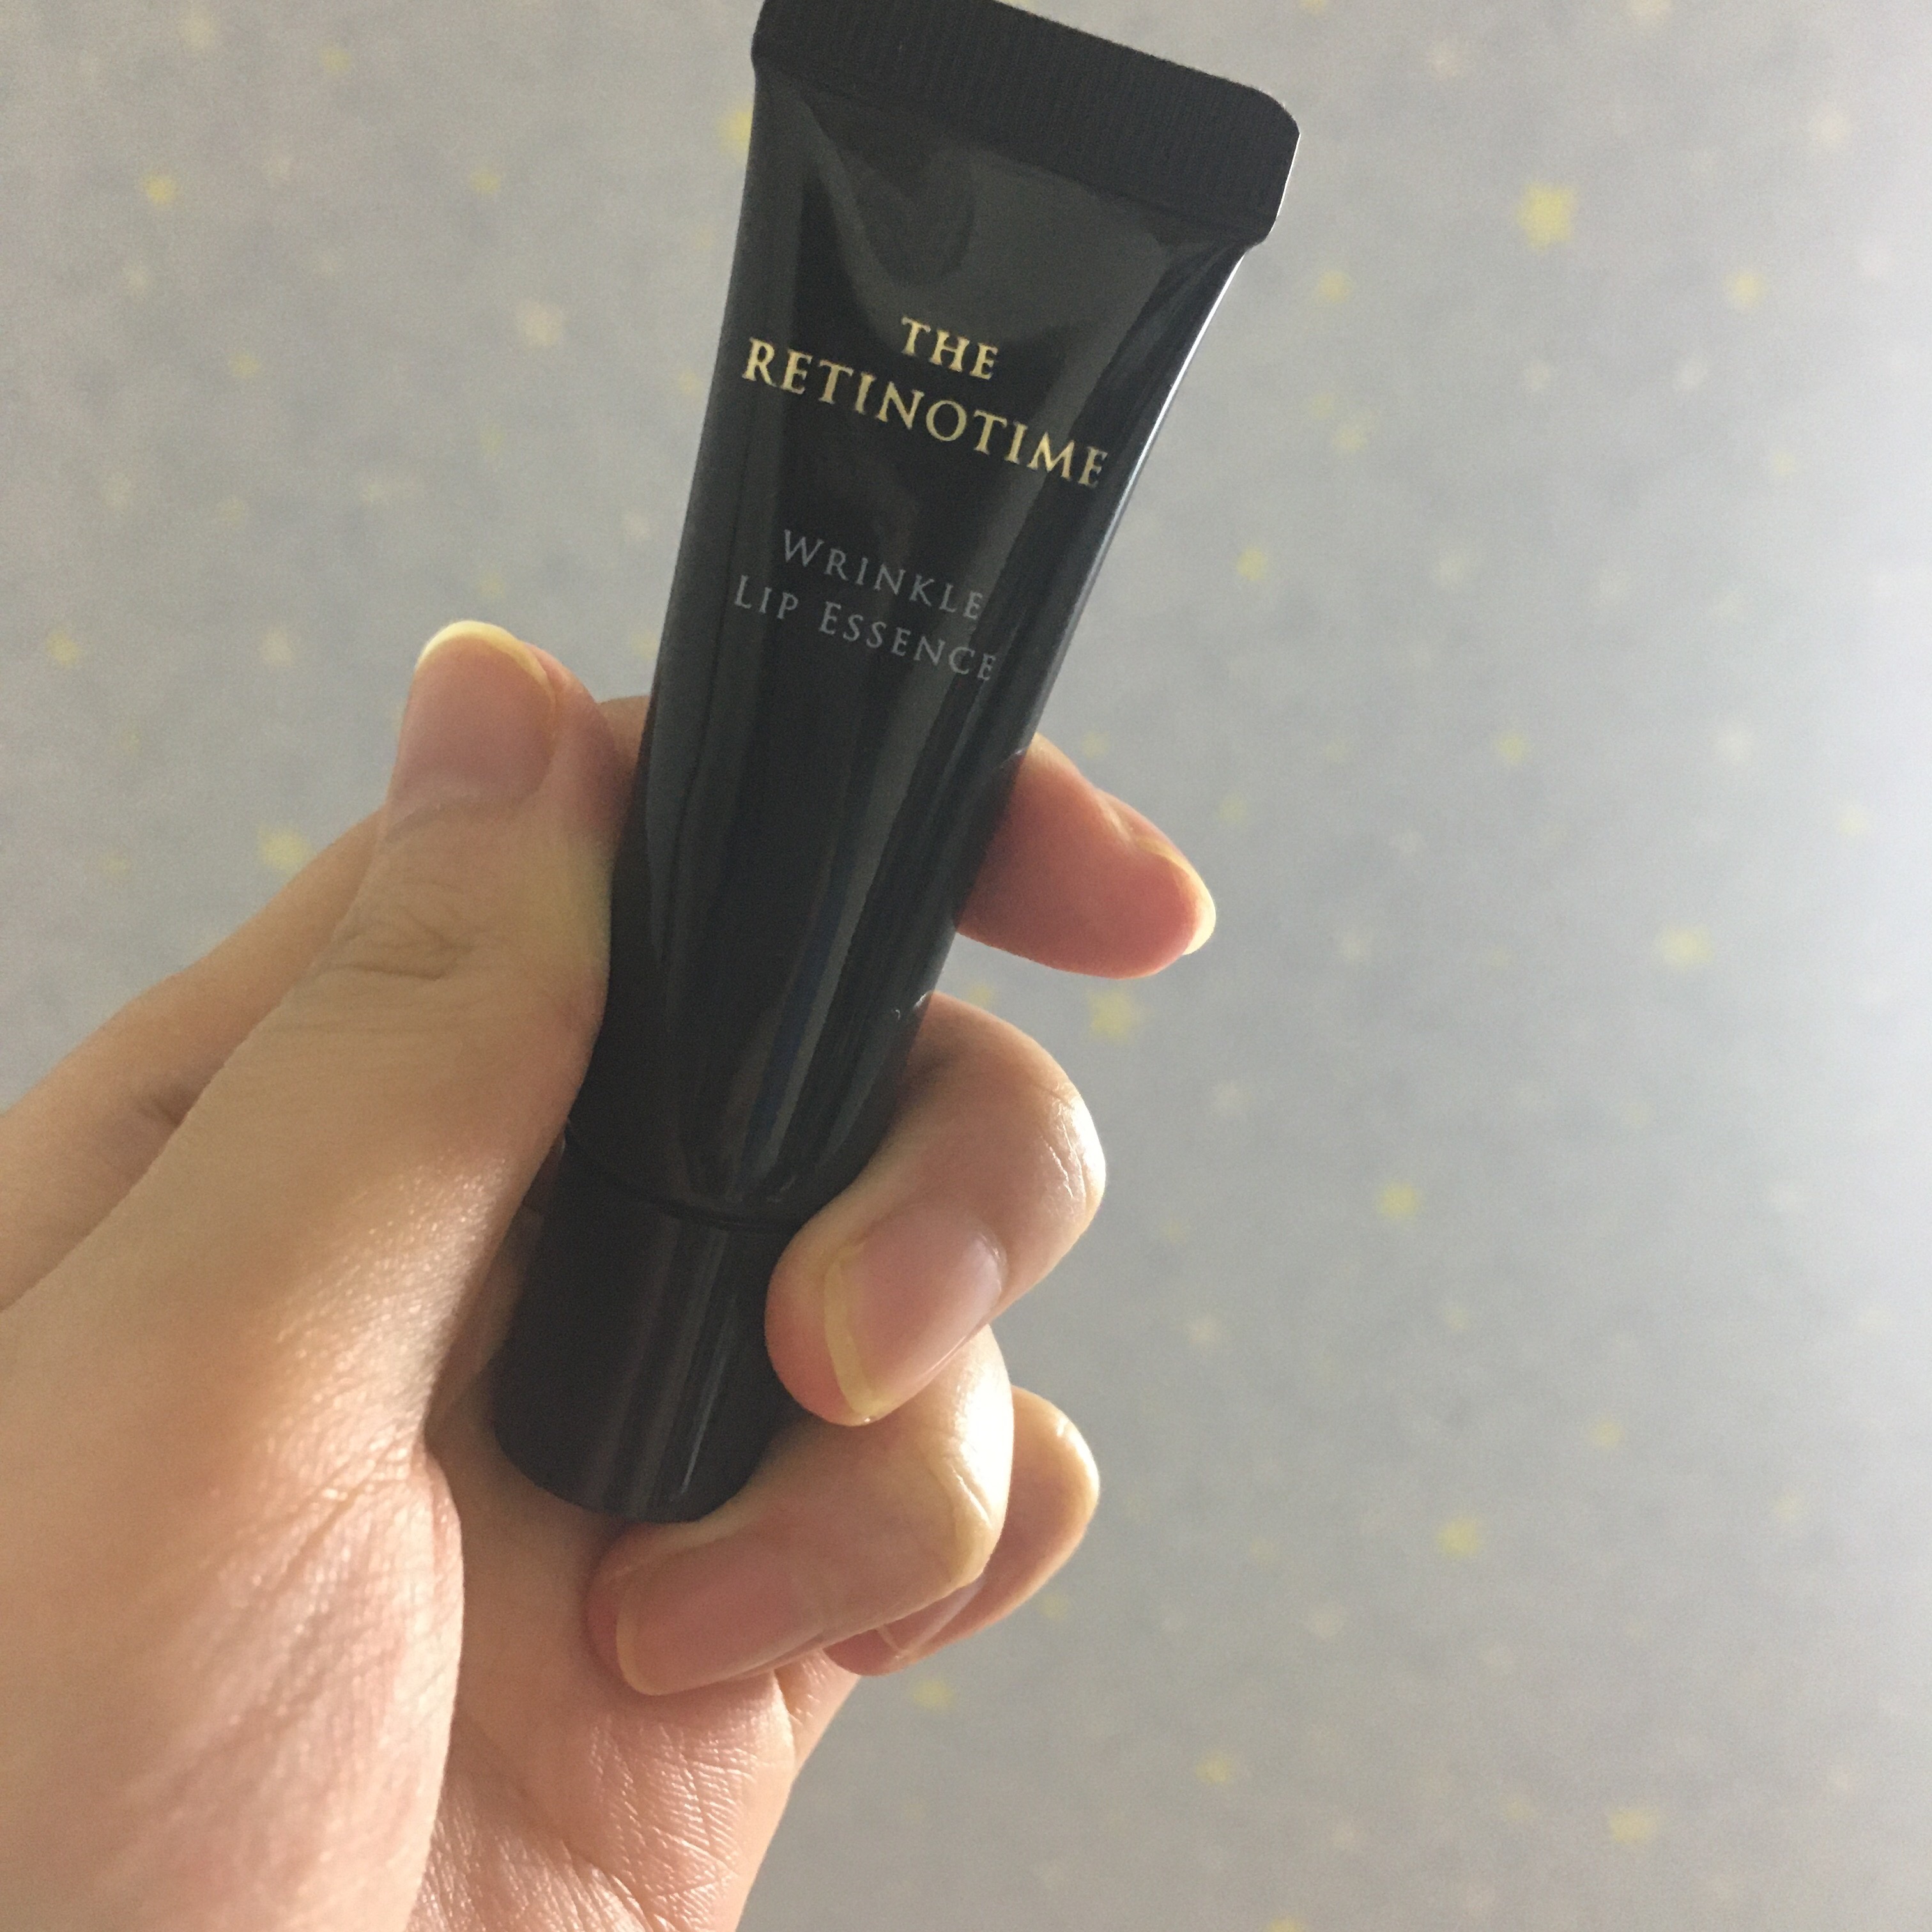 THE
RETINOTIME
WRINKLE
LIP ESSENCE